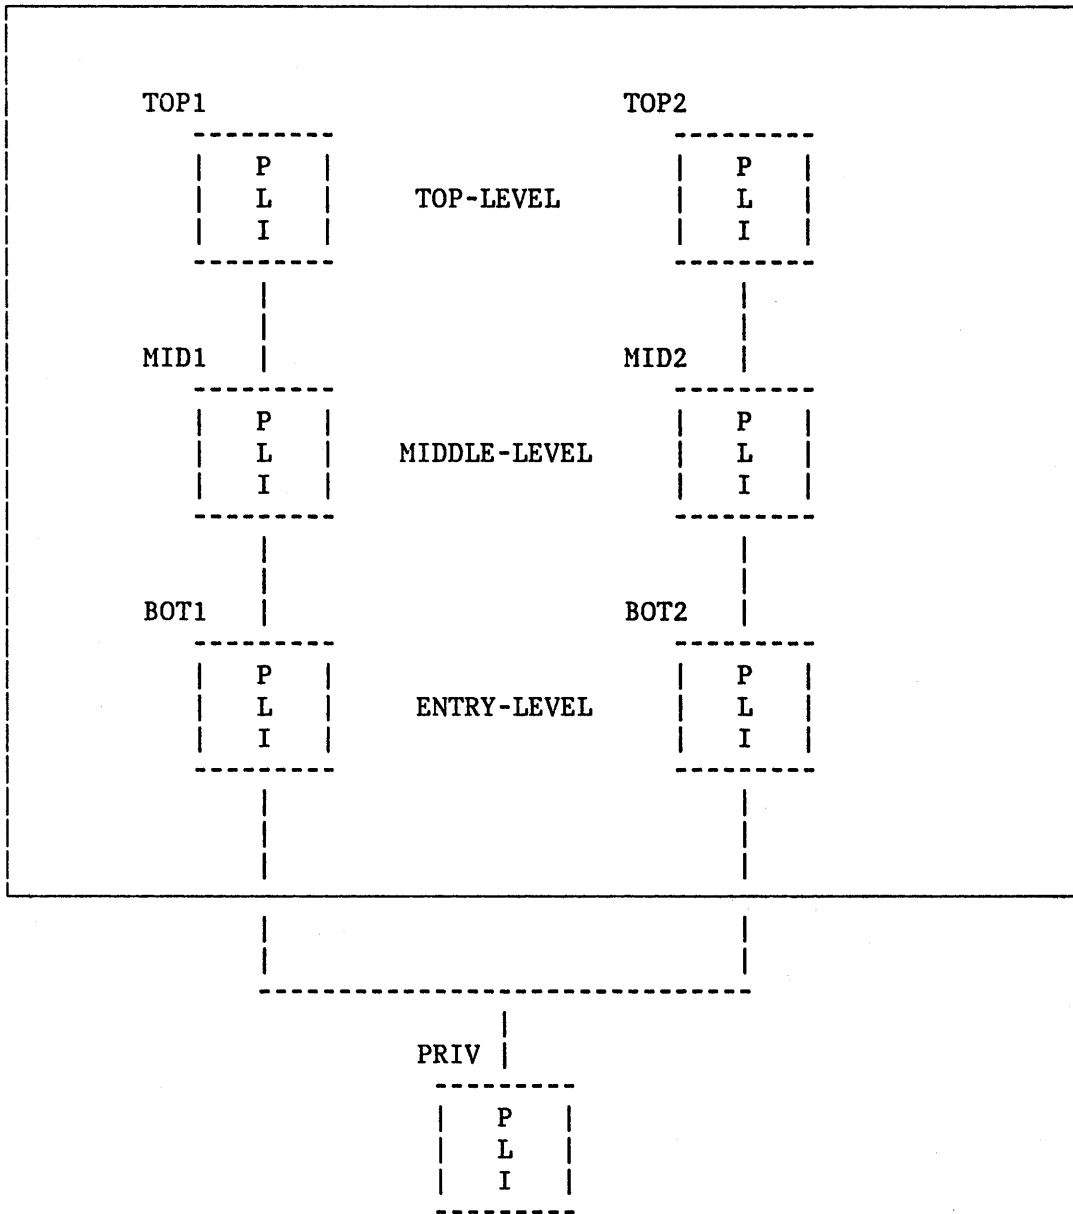 TOP1 TOP2
P P
L TOP-LEVEL L
I I
MID1 MID2
P P
L MIDDLE-LEVEL L
I I
BOT1 BOT2
P P
L ENTRY-LEVEL L
I I
PRIV
P
L
I